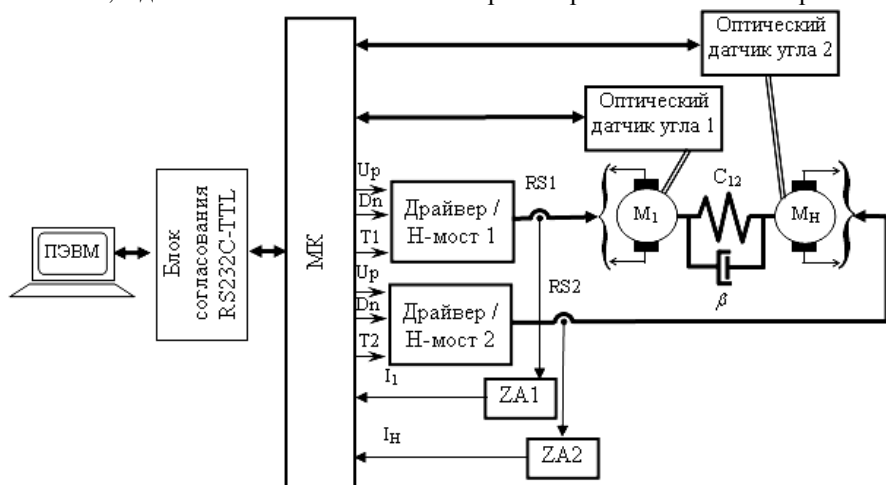 Оптический
датчик угла 2
Оптический
датчик угла 1
Up
Dn
T1
Драйвер /
Н-мост 1
RS1
M₁
C₁₂
Mн
β
ПЭВМ
Блок
согласования
RS232C-TTL
МК
Up
Dn
T2
Драйвер /
Н-мост 2
RS2
I₁
ZA1
Iн
ZA2